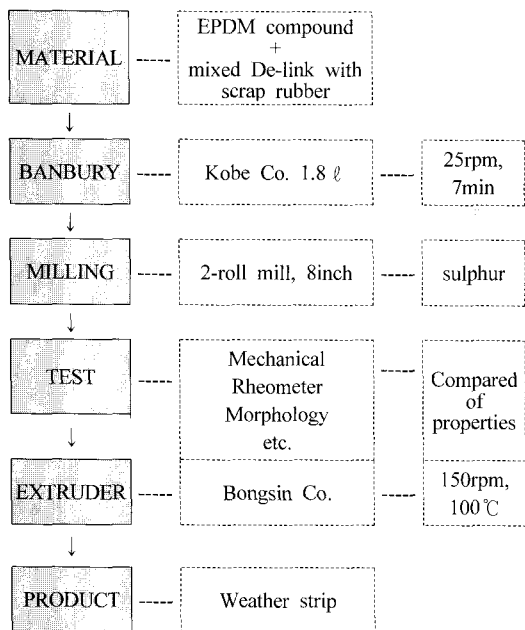 MATERIAL
EPDM compound
+
mixed De-link with
scrap rubber
BANBURY
Kobe Co. 1.8 ℓ
25rpm,
7min
MILLING
2-roll mill, 8inch
sulphur
TEST
Mechanical
Rheometer
Morphology
etc.
Compared
of
properties
EXTRUDER
Bongsin Co.
150rpm,
100℃
PRODUCT
Weather strip